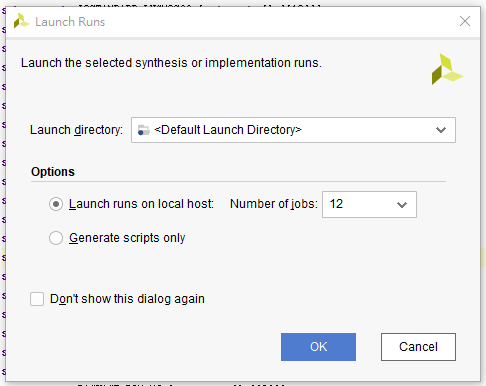 Launch Runs
Launch the selected synthesis or implementation runs.
Launch directory: <Default Launch Directory>
Options
Launch runs on local host: Number of jobs: 12
Generate scripts only
Don't show this dialog again
OK Cancel